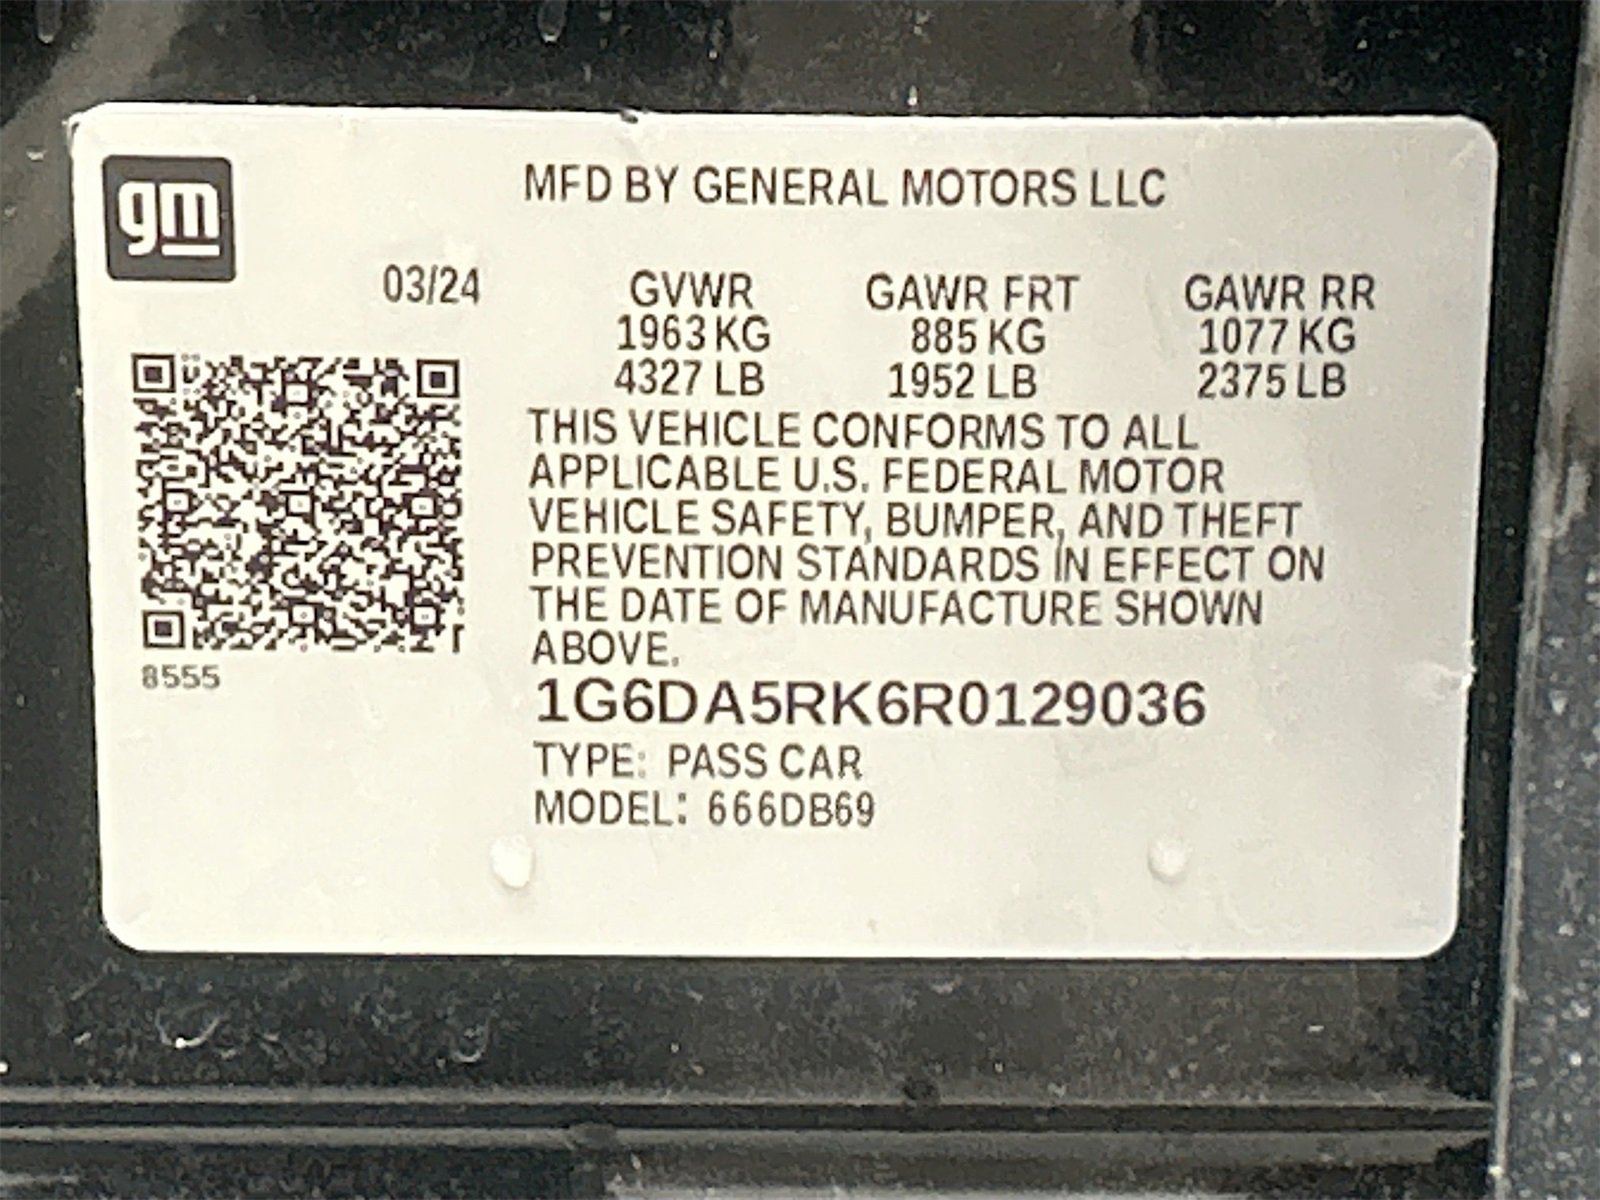 gm
MFD BY GENERAL MOTORS LLC
03/24
GVWR GAWR FRT GAWR RR
1963 KG 885 KG 1077 KG
4327 LB 1952 LB 2375 LB
THIS VEHICLE CONFORMS TO ALL
APPLICABLE U.S. FEDERAL MOTOR
VEHICLE SAFETY, BUMPER, AND THEFT
PREVENTION STANDARDS IN EFFECT ON
THE DATE OF MANUFACTURE SHOWN
ABOVE.
8555
1G6DA5RK6R0129036
TYPE: PASS CAR
MODEL: 666DB69